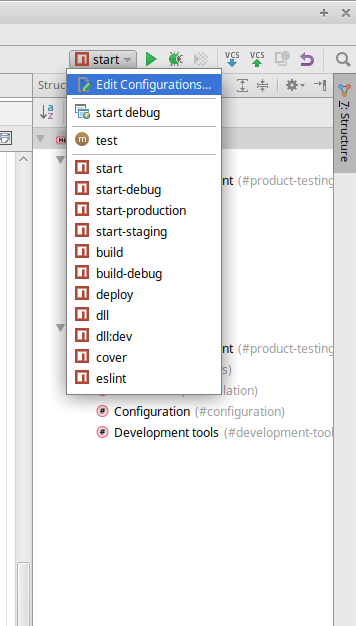 start
VCS
VCS
Struc
Edit Configurations...
start debug
test
start
start-debug
start-production
start-staging
build
build-debug
deploy
dll
dll:dev
cover
eslint
a
z
7: Structure
nt (#product-testing
nt (#product-testing
s)
llation)
# Configuration (#configuration)
# Development tools (#development-tool